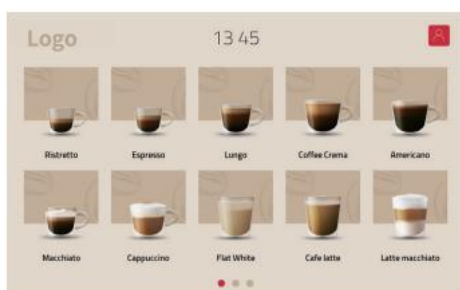 Logo
13 45
Ristretto Espresso Lungo Coffee Crema Americano
Macchiato Cappuccino Flat White Cafe latte Latte macchiato